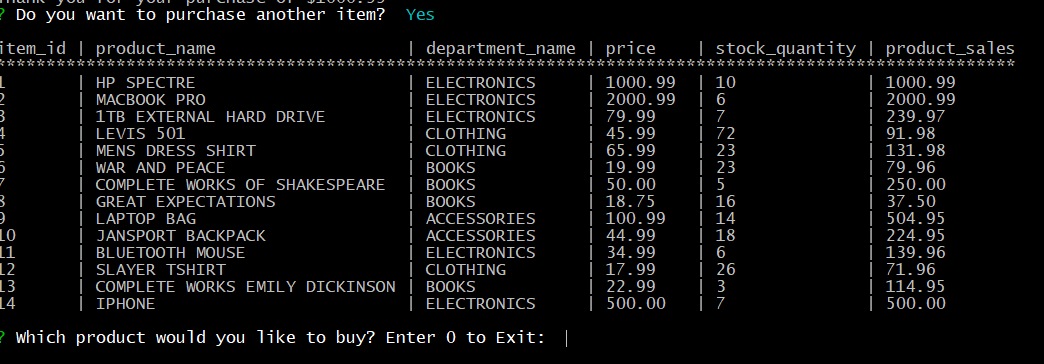 Thank you for your purchase of $1000.99
? Do you want to purchase another item? Yes
item_id | product_name | department_name | price | stock_quantity | product_sales
********************************************************************************************************
1 | HP SPECTRE | ELECTRONICS | 1000.99 | 10 | 1000.99
2 | MACBOOK PRO | ELECTRONICS | 2000.99 | 6 | 2000.99
3 | 1TB EXTERNAL HARD DRIVE | ELECTRONICS | 79.99 | 7 | 239.97
4 | LEVIS 501 | CLOTHING | 45.99 | 72 | 91.98
5 | MENS DRESS SHIRT | CLOTHING | 65.99 | 23 | 131.98
6 | WAR AND PEACE | BOOKS | 19.99 | 23 | 79.96
7 | COMPLETE WORKS OF SHAKESPEARE | BOOKS | 50.00 | 5 | 250.00
8 | GREAT EXPECTATIONS | BOOKS | 18.75 | 16 | 37.50
9 | LAPTOP BAG | ACCESSORIES | 100.99 | 14 | 504.95
10 | JANSPORT BACKPACK | ACCESSORIES | 44.99 | 18 | 224.95
11 | BLUETOOTH MOUSE | ELECTRONICS | 34.99 | 6 | 139.96
12 | SLAYER TSHIRT | CLOTHING | 17.99 | 26 | 71.96
13 | COMPLETE WORKS EMILY DICKINSON | BOOKS | 22.99 | 3 | 114.95
14 | IPHONE | ELECTRONICS | 500.00 | 7 | 500.00
? Which product would you like to buy? Enter 0 to Exit: